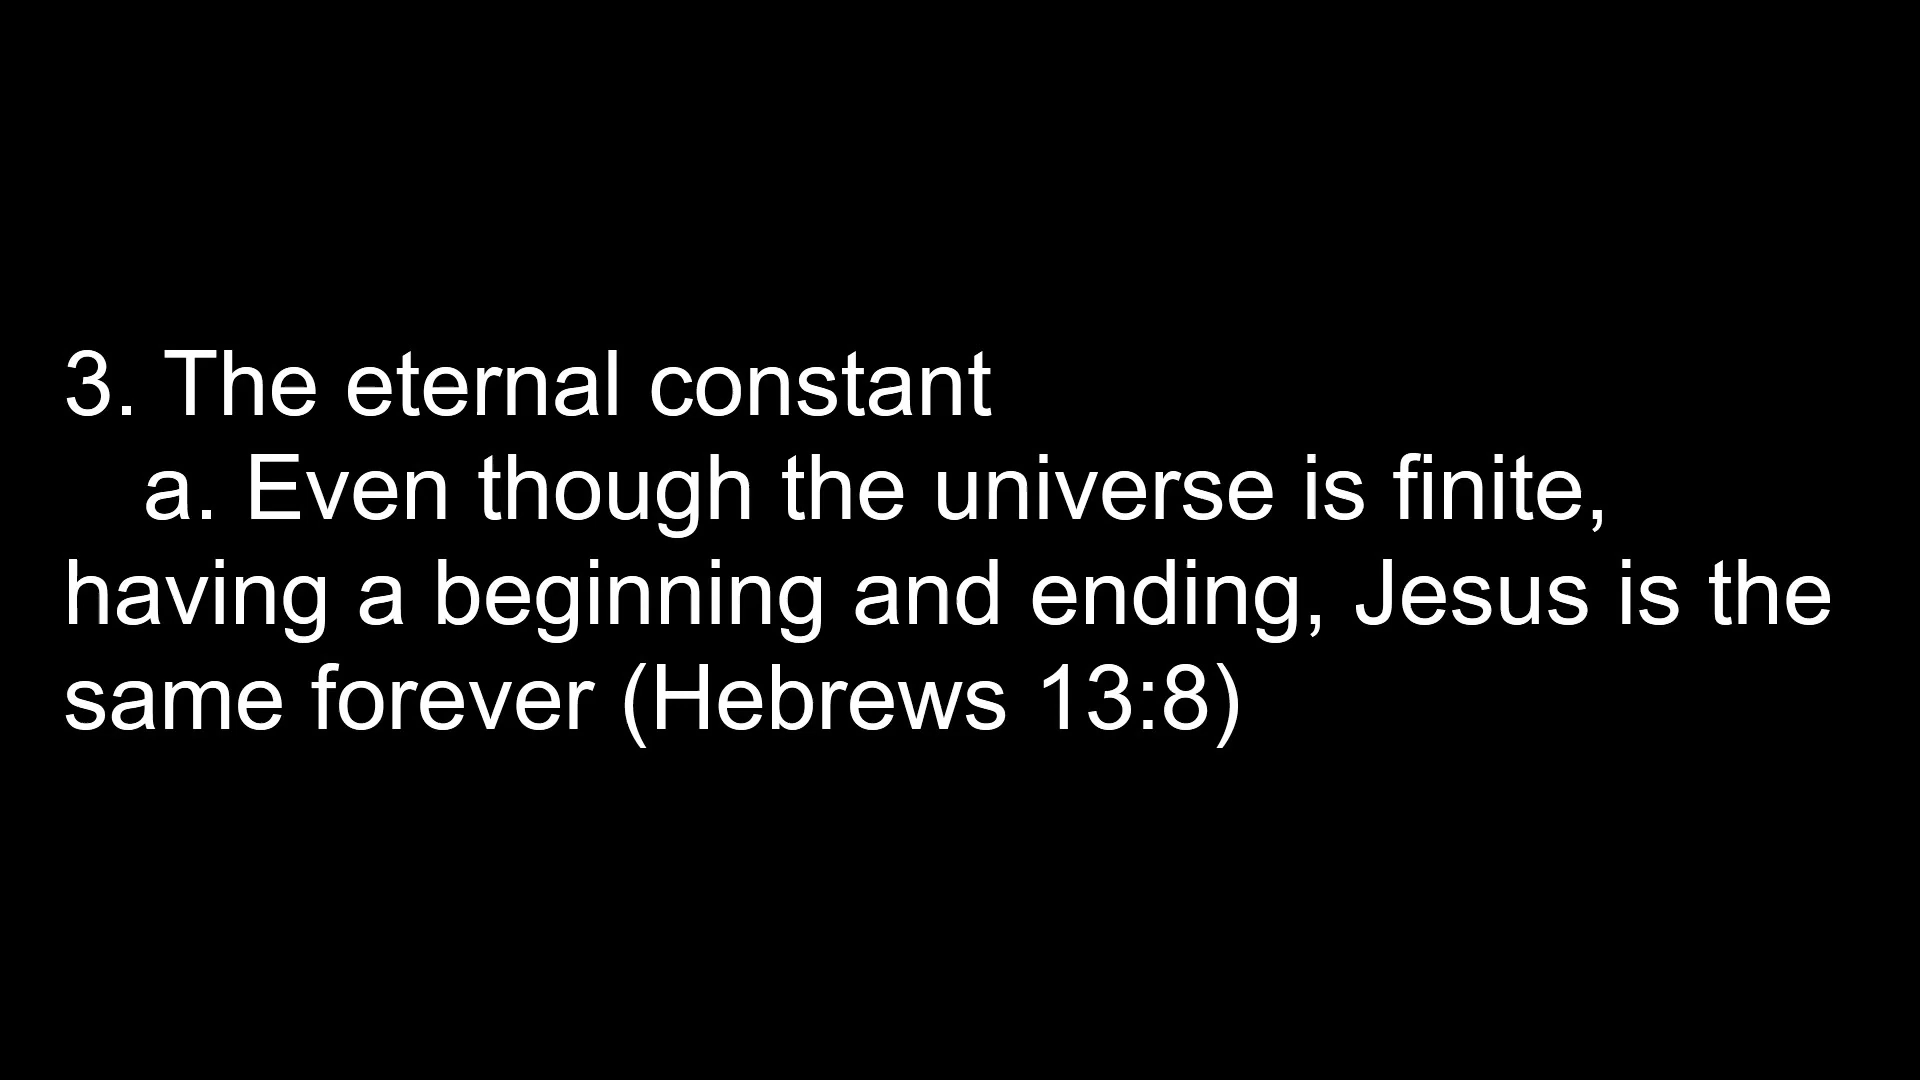 3. The eternal constant
a. Even though the universe is finite,
having a beginning and ending, Jesus is the
same forever (Hebrews 13:8)